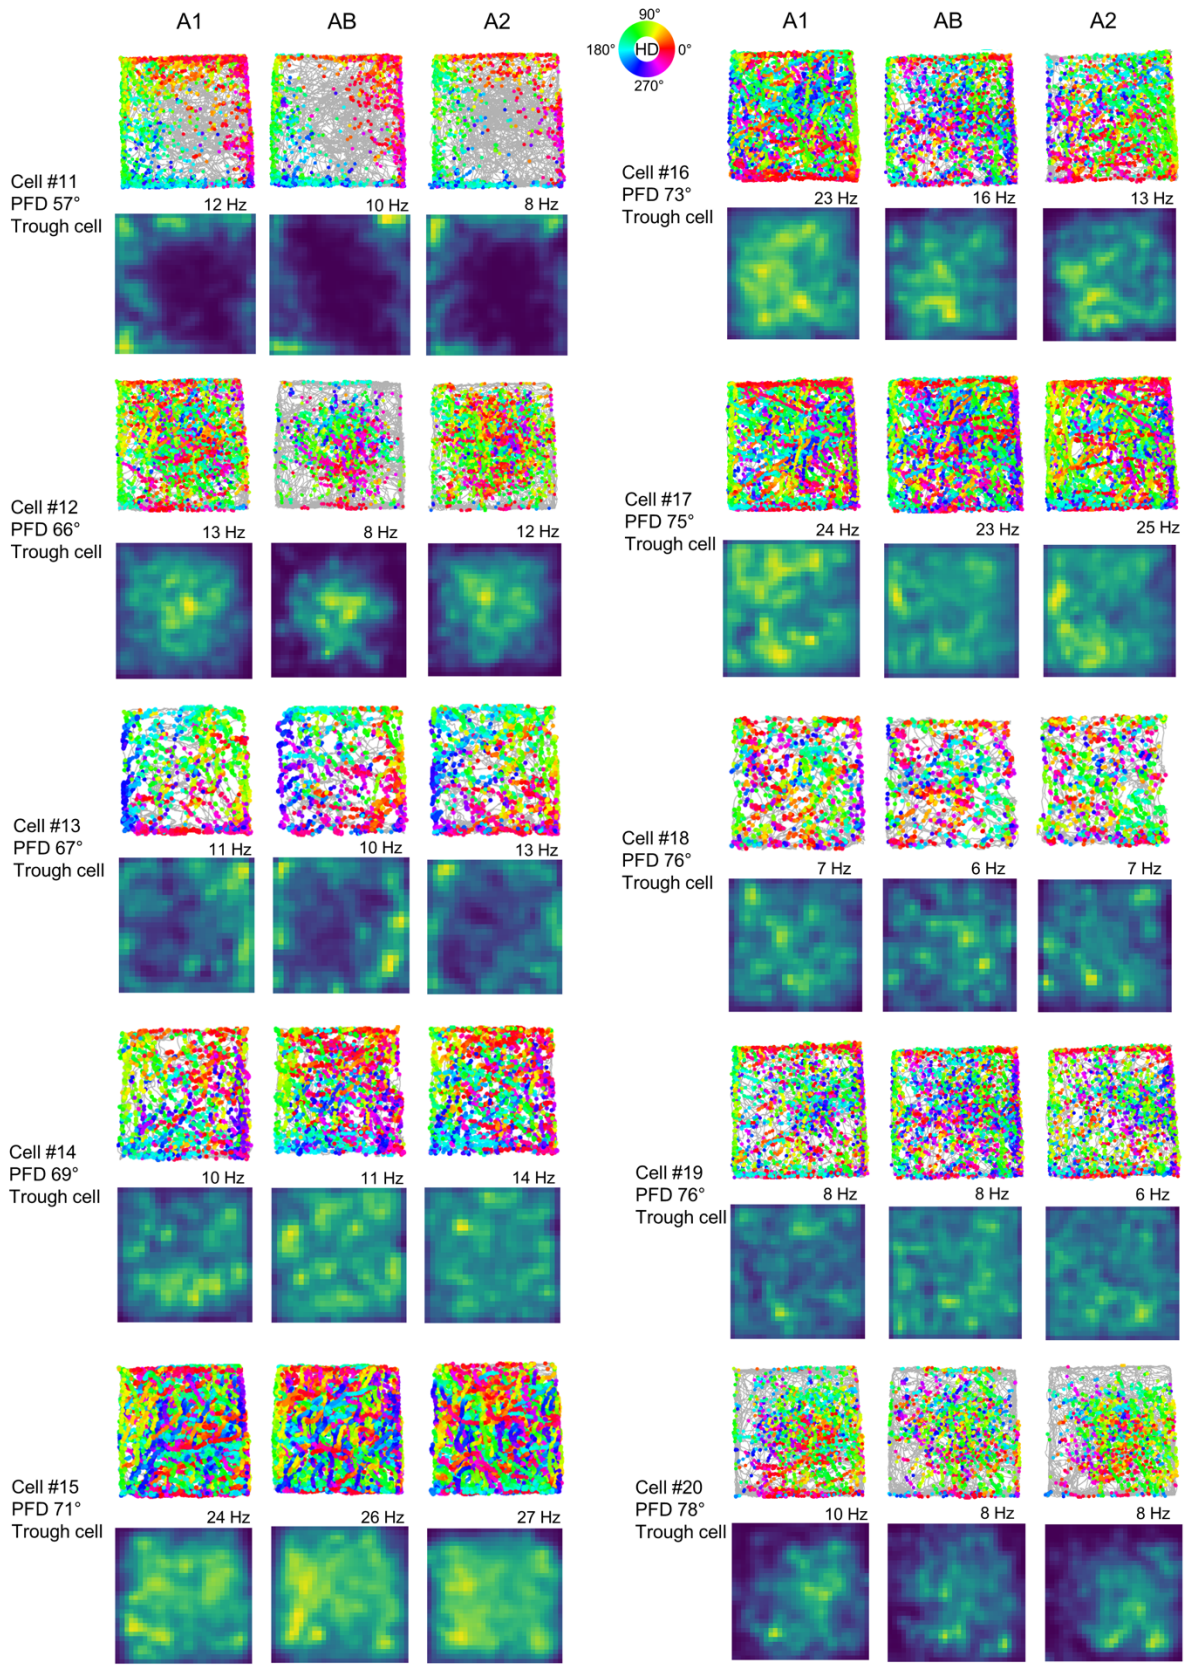 A1 AB A2
90°
180° HD 0°
270°
A1 AB A2
Cell #11
PFD 57°
Trough cell
12 Hz 10 Hz 8 Hz
Cell #12
PFD 66°
Trough cell
13 Hz 8 Hz 12 Hz
Cell #13
PFD 67°
Trough cell
11 Hz 10 Hz 13 Hz
Cell #14
PFD 69°
Trough cell
10 Hz 11 Hz 14 Hz
Cell #15
PFD 71°
Trough cell
24 Hz 26 Hz 27 Hz
Cell #16
PFD 73°
Trough cell
23 Hz 16 Hz 13 Hz
Cell #17
PFD 75°
Trough cell
24 Hz 23 Hz 25 Hz
Cell #18
PFD 76°
Trough cell
7 Hz 6 Hz 7 Hz
Cell #19
PFD 76°
Trough cell
8 Hz 8 Hz 6 Hz
Cell #20
PFD 78°
Trough cell
10 Hz 8 Hz 8 Hz